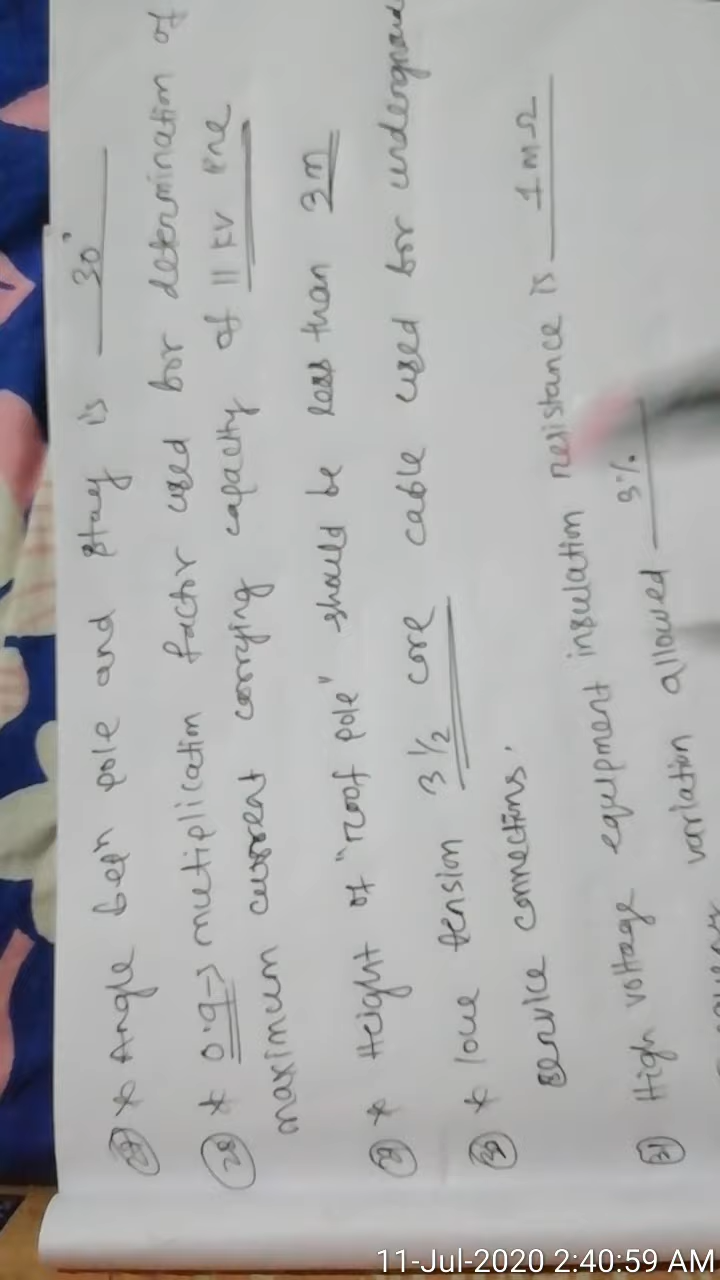 27 * Angle betn pole and stay is 30°
28 * 0.9 → multiplication factor used for determination of
maximum current carrying capacity of 11 KV line
29 * Height of "roof pole" should be less than 3m
30 * low tension 3 1/2 core cable used for underground
service connections.
31 High voltage equipment insulation resistance is 1 MΩ
variation allowed 3%
11-Jul-2020 2:40:59 AM